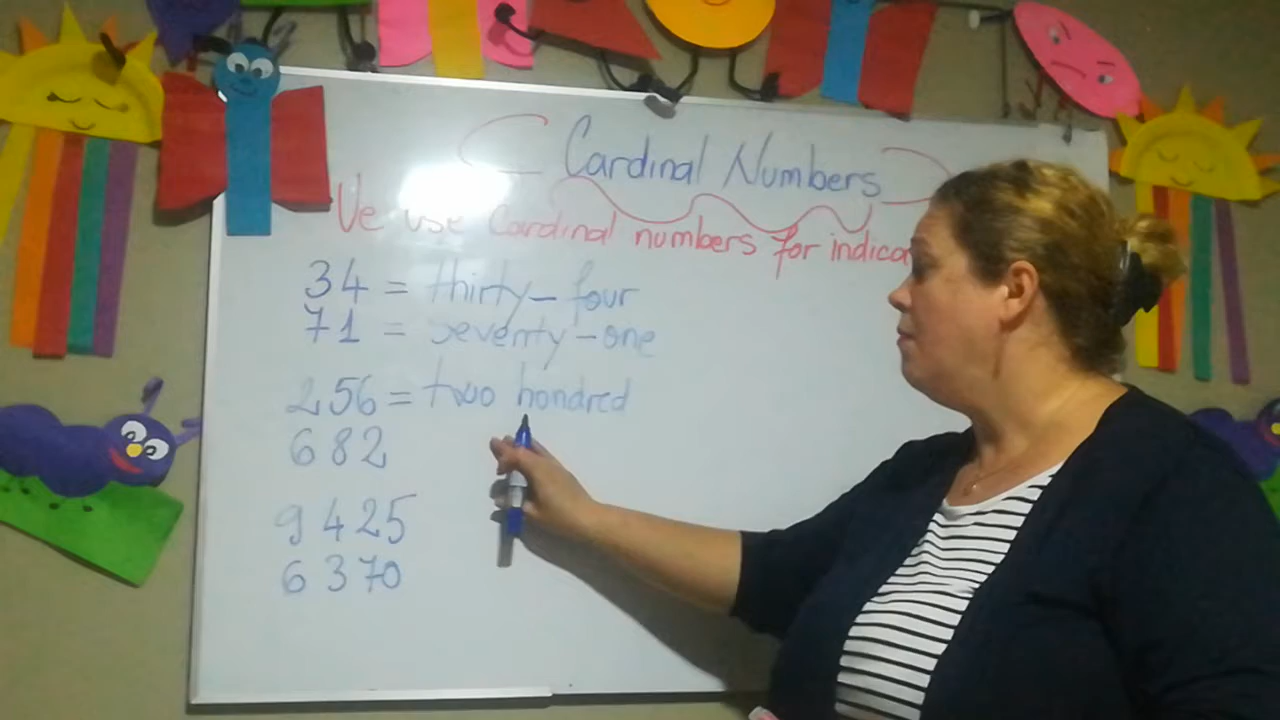 Cardinal Numbers
We use Cardinal numbers for indica
34 = thirty-four
71 = seventy-one
256 = two hondred
682
9425
6370